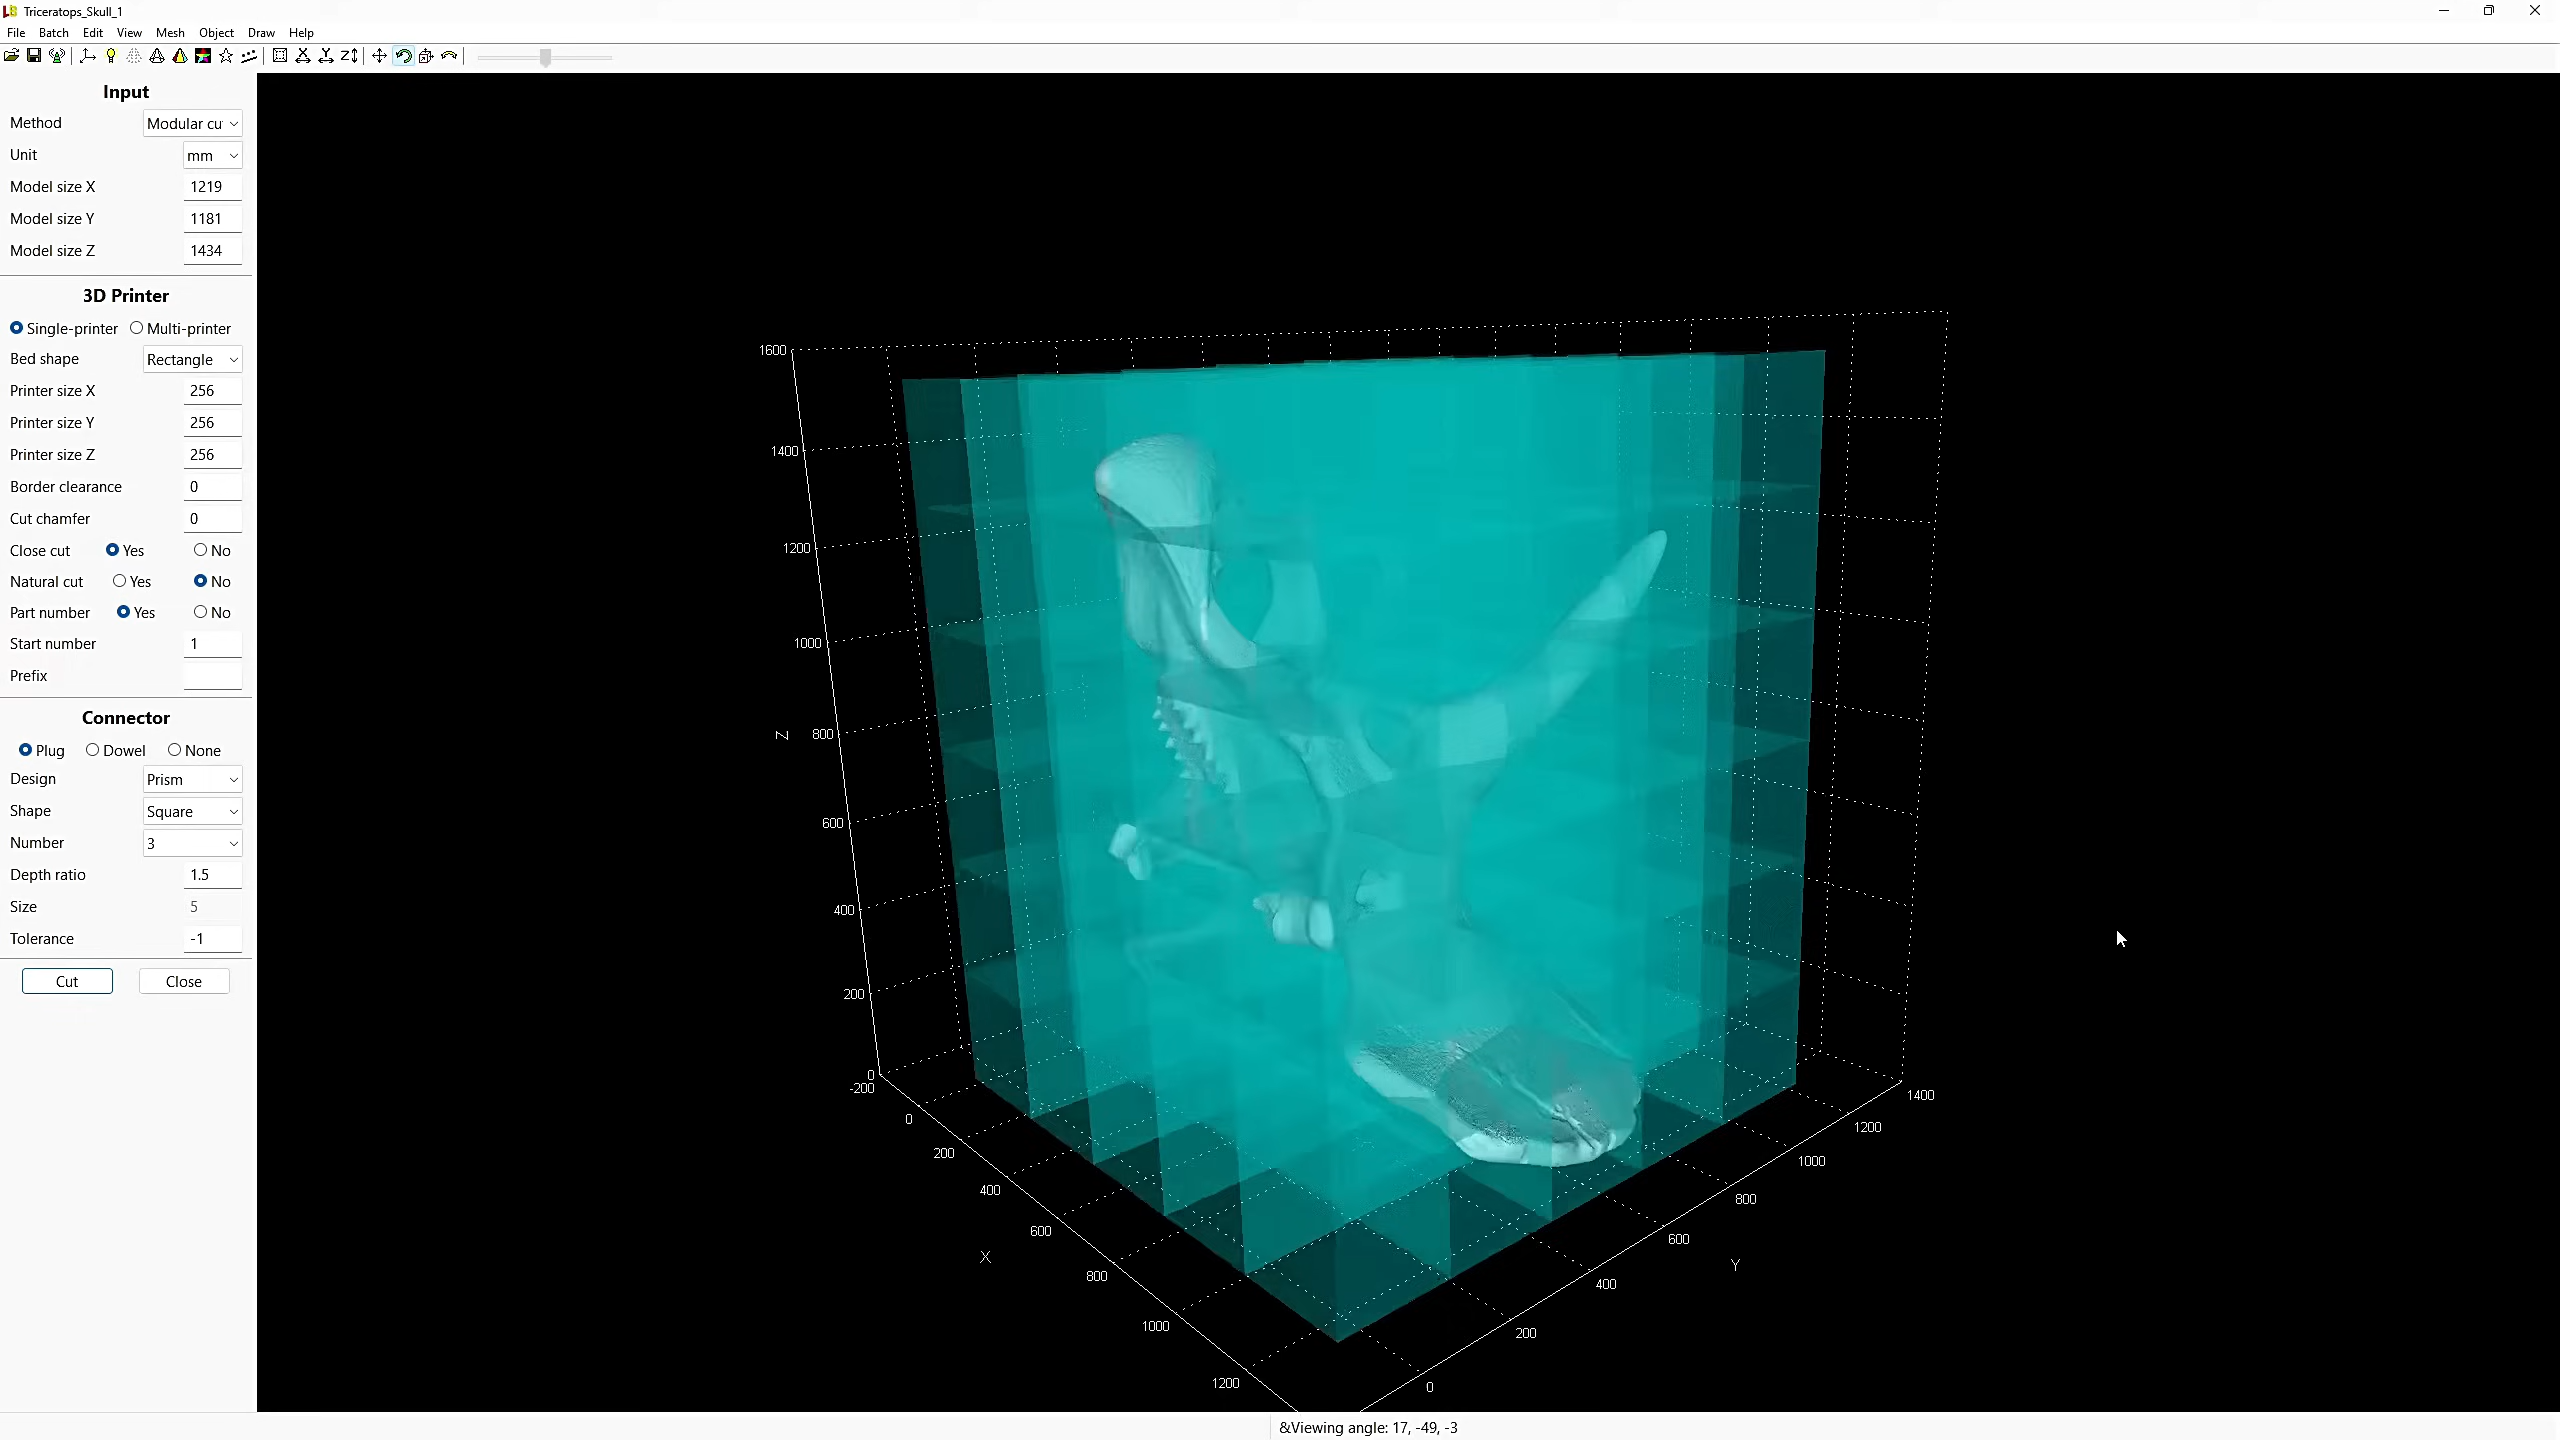 Triceratops_Skull_1
File Batch Edit View Mesh Object Draw Help
Input
Method Modular cu
Unit mm
Model size X 1219
Model size Y 1181
Model size Z 1434
3D Printer
Single-printer Multi-printer
Bed shape Rectangle
Printer size X 256
Printer size Y 256
Printer size Z 256
Border clearance 0
Cut chamfer 0
Close cut Yes No
Natural cut Yes No
Part number Yes No
Start number 1
Prefix
Connector
Plug Dowel None
Design Prism
Shape Square
Number 3
Depth ratio 1.5
Size 5
Tolerance -1
Cut Close
1600
1400
1200
1000
Z 800
600
400
200
0
-200
0
200
400
600
X
800
1000
1200
1400
1200
1000
800
600
Y
400
200
0
&Viewing angle: 17, -49, -3